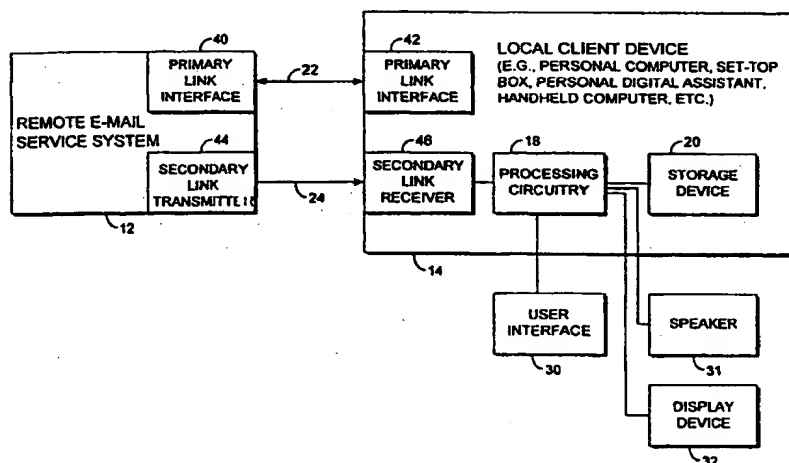 40
PRIMARY
LINK
INTERFACE
22
42
PRIMARY
LINK
INTERFACE
LOCAL CLIENT DEVICE
(E.G., PERSONAL COMPUTER, SET-TOP
BOX, PERSONAL DIGITAL ASSISTANT,
HANDHELD COMPUTER, ETC.)
REMOTE E-MAIL
SERVICE SYSTEM
44
SECONDARY
LINK
TRANSMITTER
12
24
46
SECONDARY
LINK
RECEIVER
18
PROCESSING
CIRCUITRY
20
STORAGE
DEVICE
14
USER
INTERFACE
30
SPEAKER
31
DISPLAY
DEVICE
32